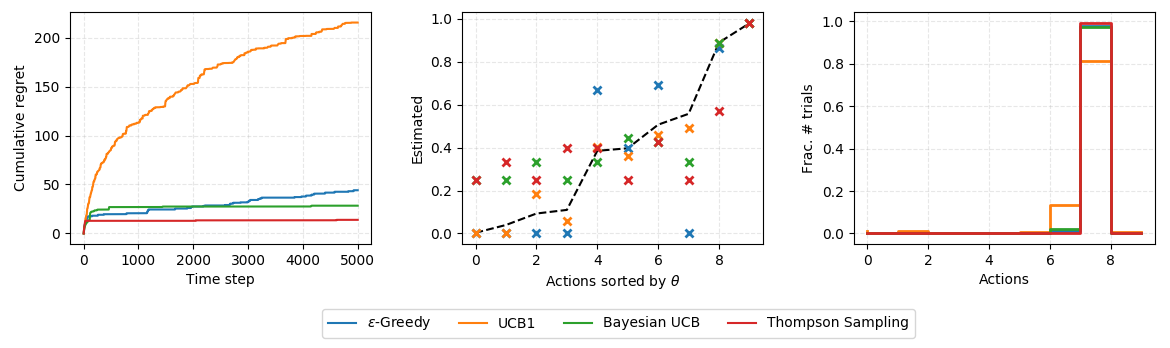 Cumulative regret
200
150
100
50
0
0 1000 2000 3000 4000 5000
Time step
Estimated
1.0
0.8
0.6
0.4
0.2
0.0
0 2 4 6 8
Actions sorted by θ
Frac. # trials
1.0
0.8
0.6
0.4
0.2
0.0
0 2 4 6 8
Actions
ε-Greedy UCB1 Bayesian UCB Thompson Sampling